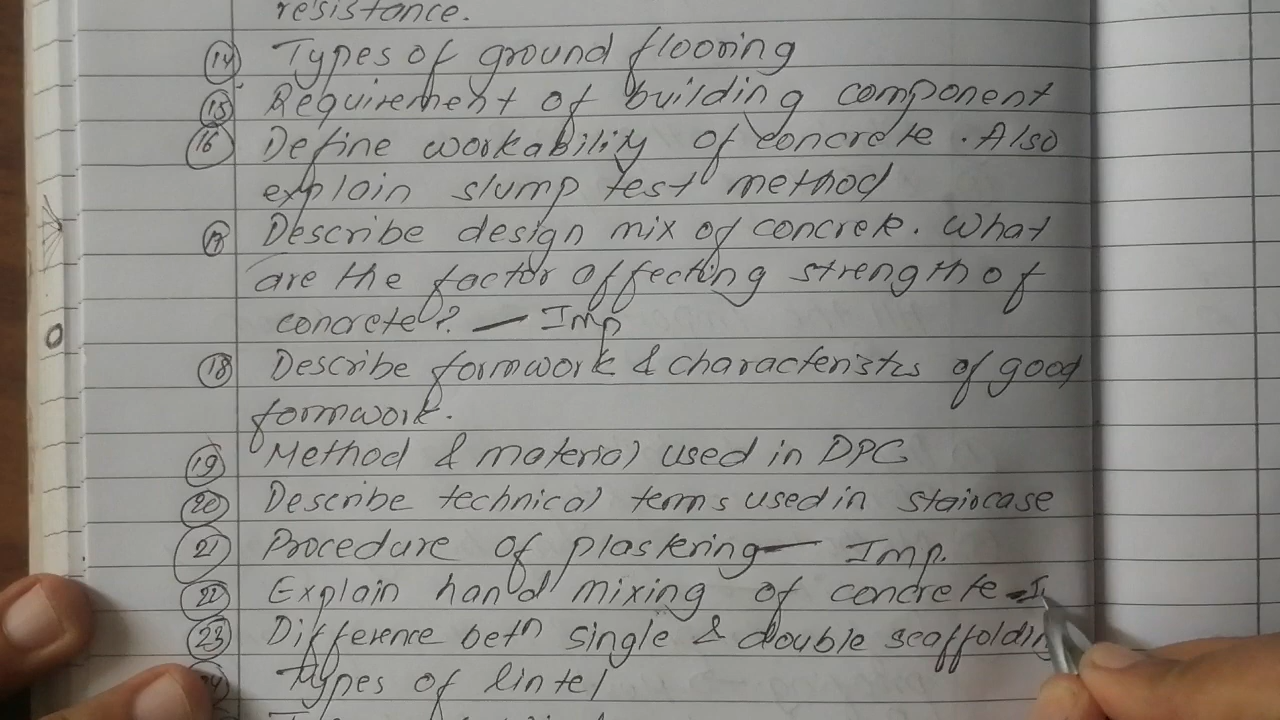 resistance.
(14) Types of ground flooring
(15) Requirement of building component
(16) Define workability of concrete. Also
explain slump test method
(17) Describe design mix of concrete. What
are the factor affecting strength of
concrete? - Imp
(18) Describe formwork & characteristcs of good
formwork.
(19) Method & material used in DPC
(20) Describe technical terms used in staircase
(21) Procedure of plastering - Imp.
(22) Explain hand mixing of concrete - I
(23) Difference betn single & double scaffolding
(24) Types of lintel